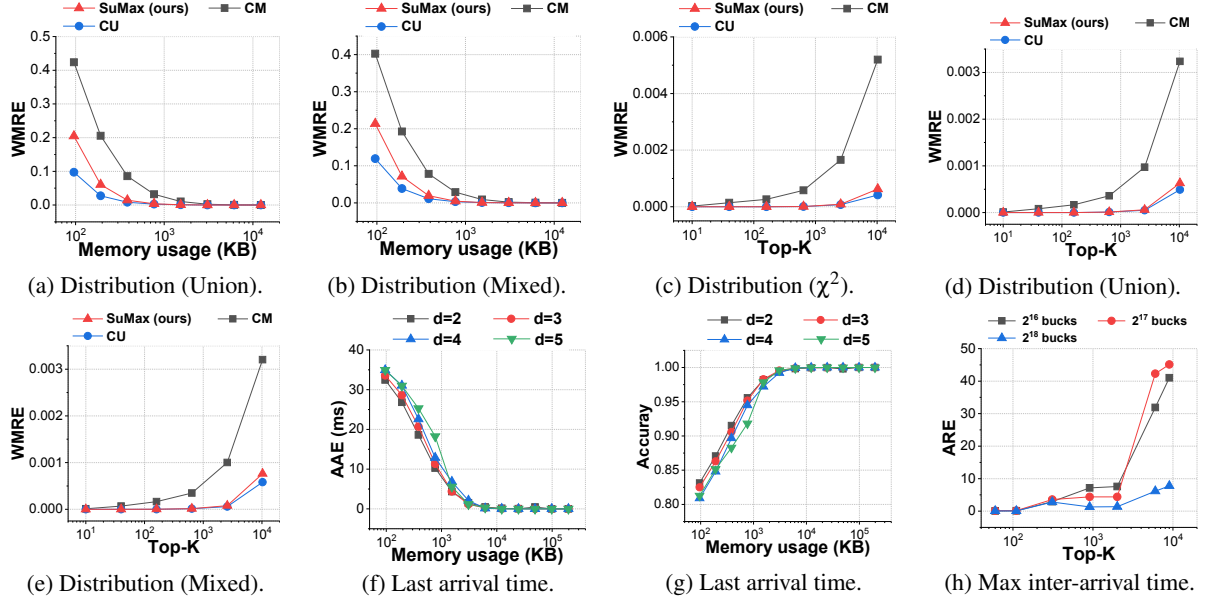 SuMax (ours) CM
CU
WMRE
0.5
0.4
0.3
0.2
0.1
0.0
10² 10³ 10⁴
Memory usage (KB)
(a) Distribution (Union).
SuMax (ours) CM
CU
WMRE
0.4
0.3
0.2
0.1
0.0
10² 10³ 10⁴
Memory usage (KB)
(b) Distribution (Mixed).
SuMax (ours) CM
CU
WMRE
0.006
0.004
0.002
0.000
10¹ 10² 10³ 10⁴
Top-K
(c) Distribution (χ²).
SuMax (ours) CM
CU
WMRE
0.003
0.002
0.001
0.000
10¹ 10² 10³ 10⁴
Top-K
(d) Distribution (Union).
SuMax (ours) CM
CU
WMRE
0.003
0.002
0.001
0.000
10¹ 10² 10³ 10⁴
Top-K
(e) Distribution (Mixed).
d=2 d=3
d=4 d=5
AAE (ms)
40
30
20
10
0
10² 10³ 10⁴ 10⁵
Memory usage (KB)
(f) Last arrival time.
d=2 d=3
d=4 d=5
Accuray
1.00
0.95
0.90
0.85
0.80
10² 10³ 10⁴ 10⁵
Memory usage (KB)
(g) Last arrival time.
2¹⁶ bucks 2¹⁷ bucks
2¹⁸ bucks
ARE
50
40
30
20
10
0
10² 10³ 10⁴
Top-K
(h) Max inter-arrival time.